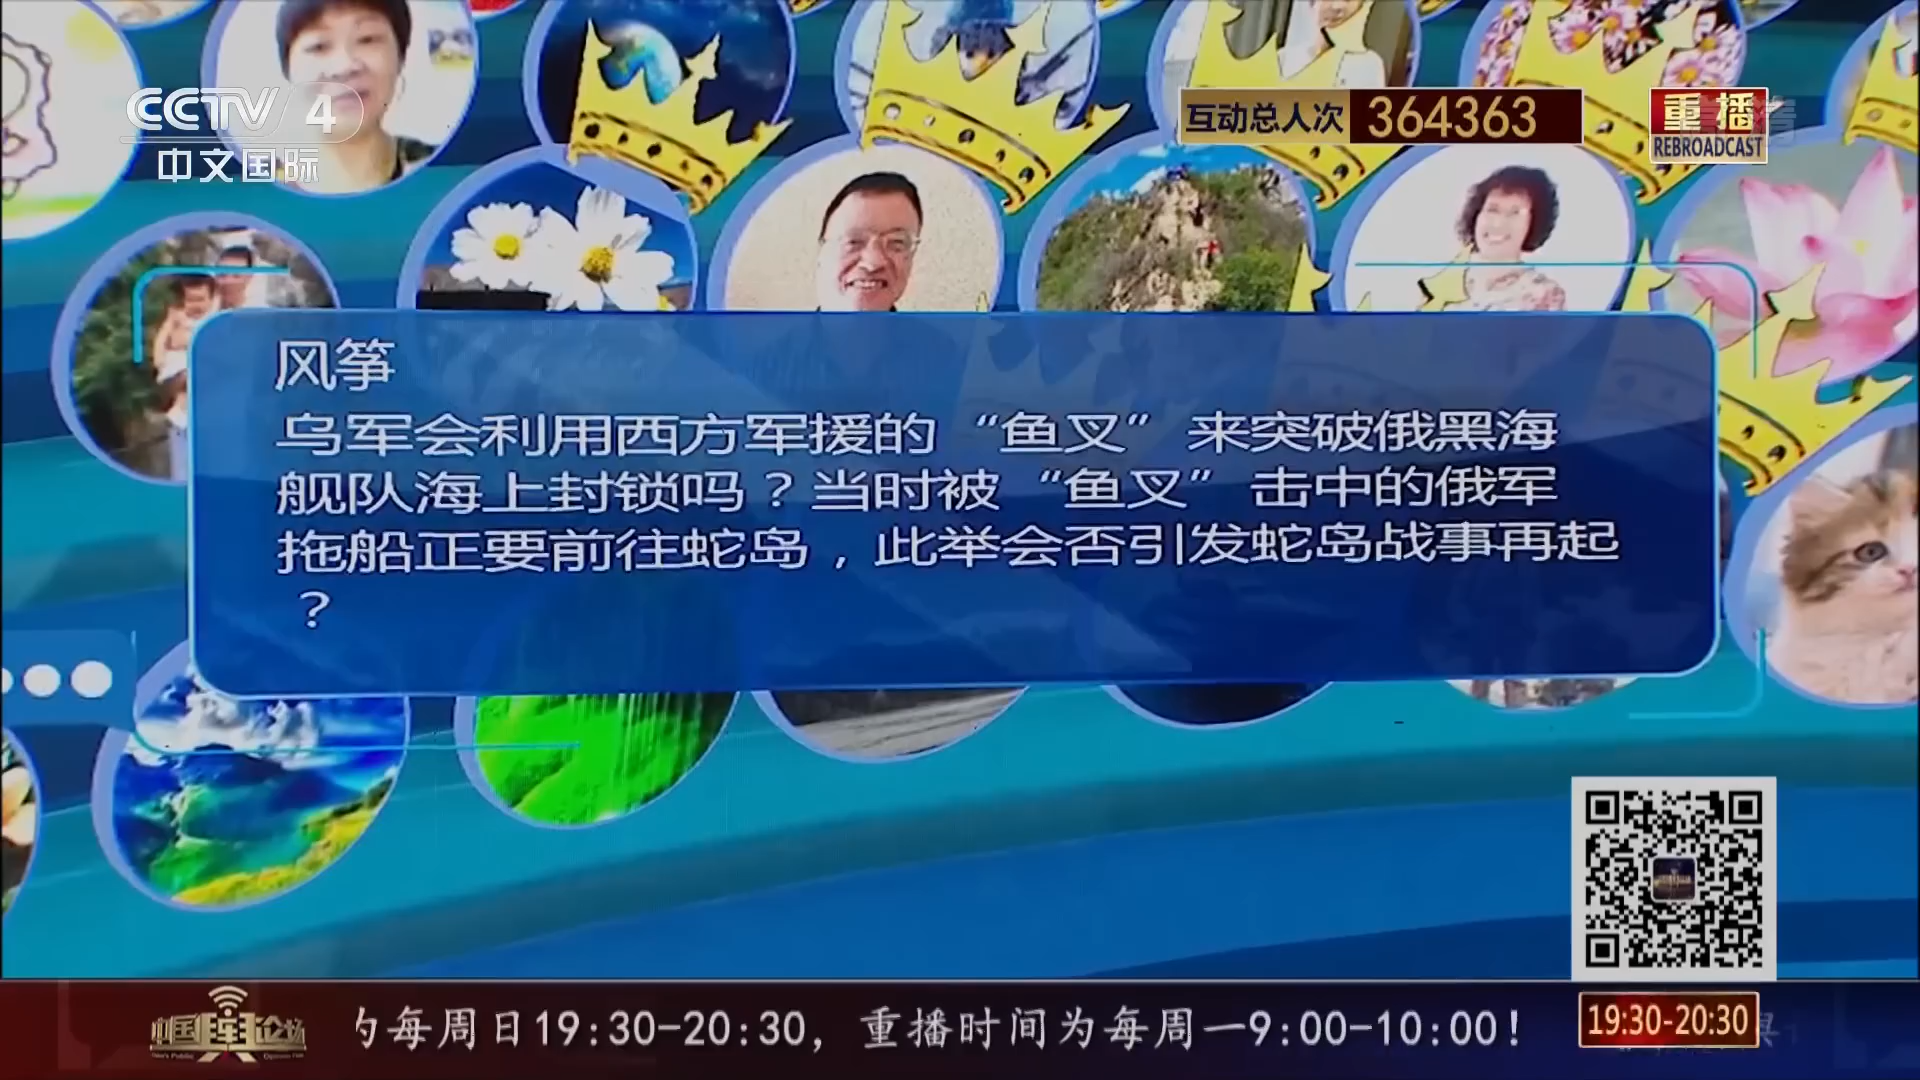 CCTV 4
中文国际
互动总人次 364363
重播
REBROADCAST
风筝
乌军会利用西方军援的“鱼叉”来突破俄黑海
舰队海上封锁吗？当时被“鱼叉”击中的俄军
拖船正要前往蛇岛，此举会否引发蛇岛战事再起
？
中国舆论场
每周日19:30-20:30，重播时间为每周一9:00-10:00！
19:30-20:30